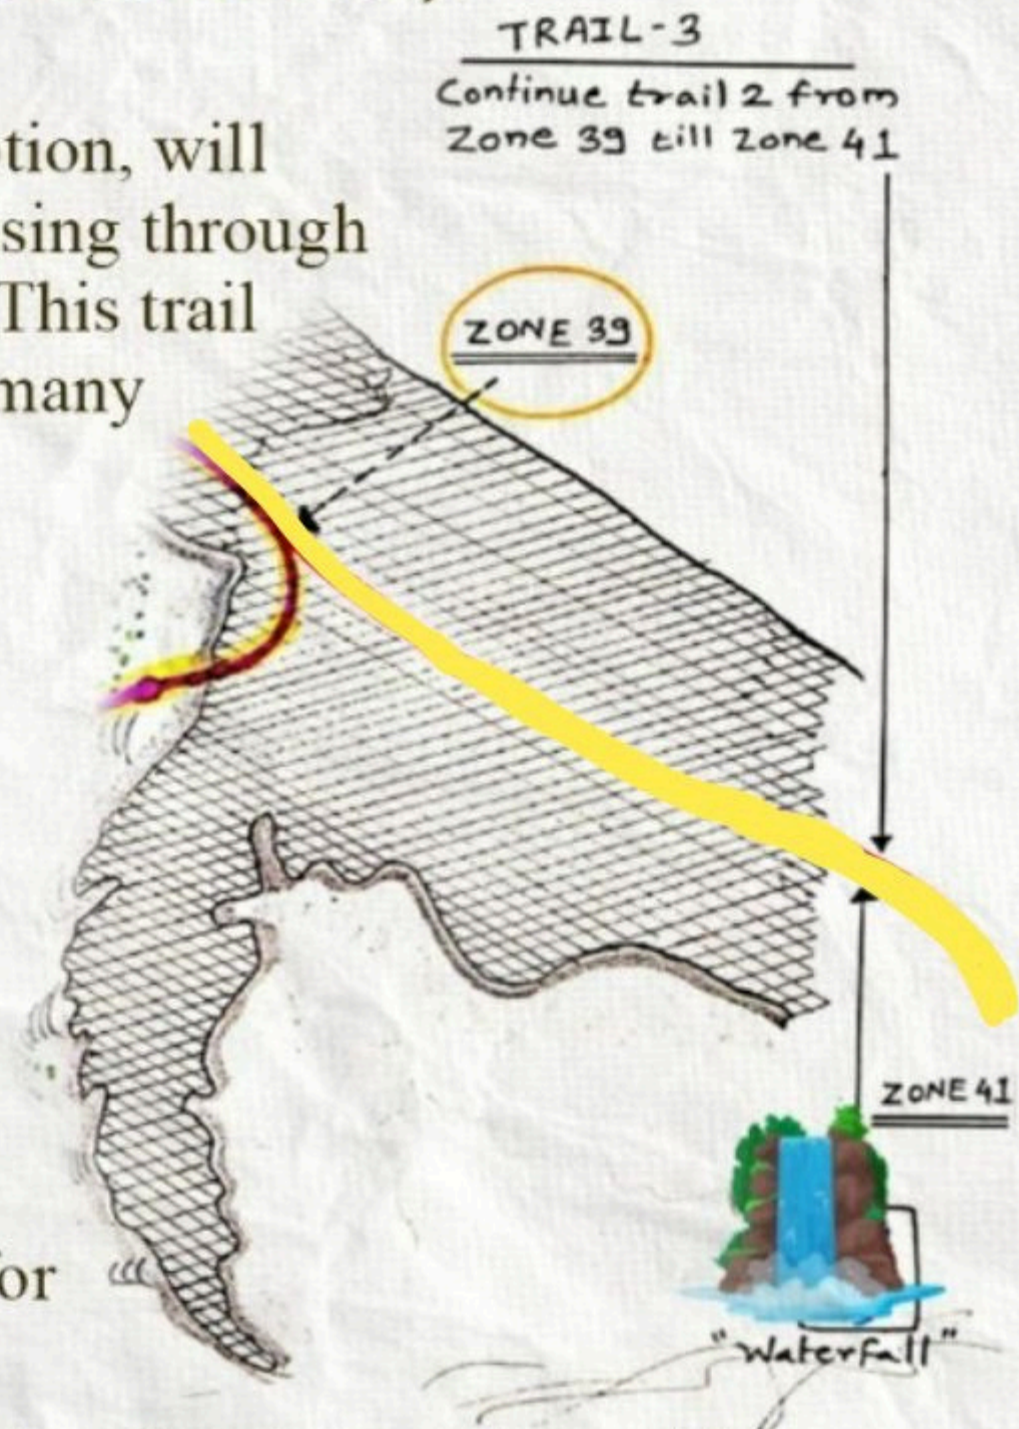 TRAIL-3
Continue trail 2 from
Zone 39 till Zone 41
tion, will
sing through
This trail
many
ZONE 39
ZONE 41
or
"Waterfall"